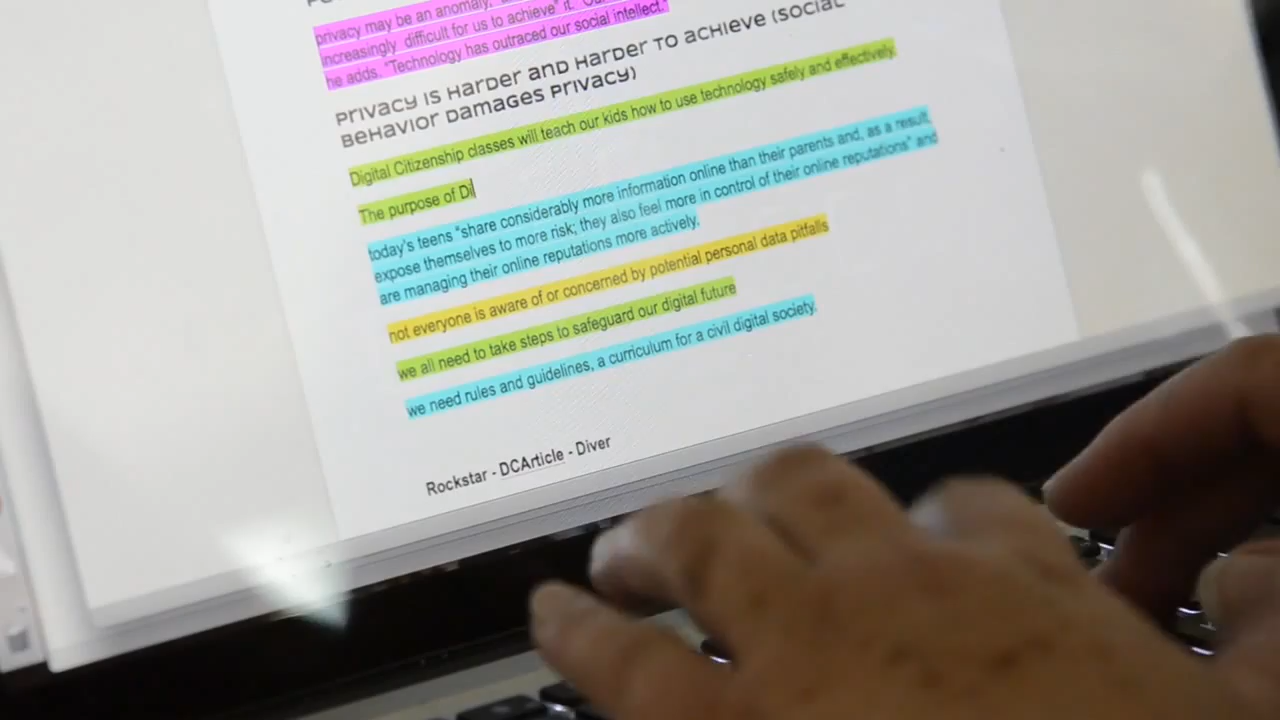 privacy may be an anomaly,
increasingly difficult for us to achieve" it.
he adds. "Technology has outraced our social intellect."
Privacy is Harder and Harder to achieve (social
Behavior Damages Privacy)
Digital Citizenship classes will teach our kids how to use technology safely and effectively.
The purpose of Di
today's teens "share considerably more information online than their parents and, as a result,
expose themselves to more risk; they also feel more in control of their online reputations" and
are managing their online reputations more actively.
not everyone is aware of or concerned by potential personal data pitfalls
we all need to take steps to safeguard our digital future
we need rules and guidelines, a curriculum for a civil digital society.
Rockstar - DCArticle - Diver